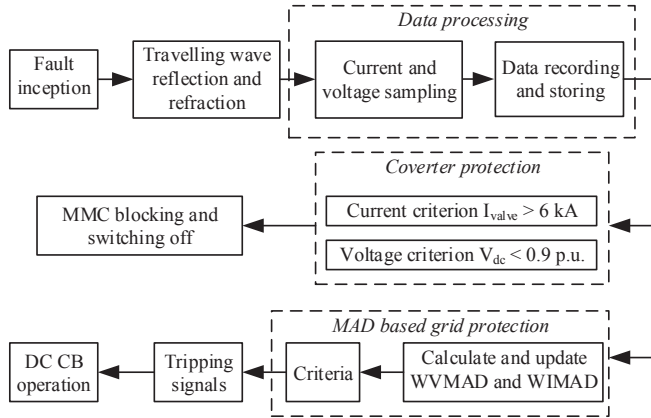 Data processing
Fault
inception
Travelling wave
reflection and
refraction
Current and
voltage sampling
Data recording
and storing
Coverter protection
MMC blocking and
switching off
Current criterion I_valve > 6 kA
Voltage criterion V_dc < 0.9 p.u.
MAD based grid protection
DC CB
operation
Tripping
signals
Criteria
Calculate and update
WVMAD and WIMAD